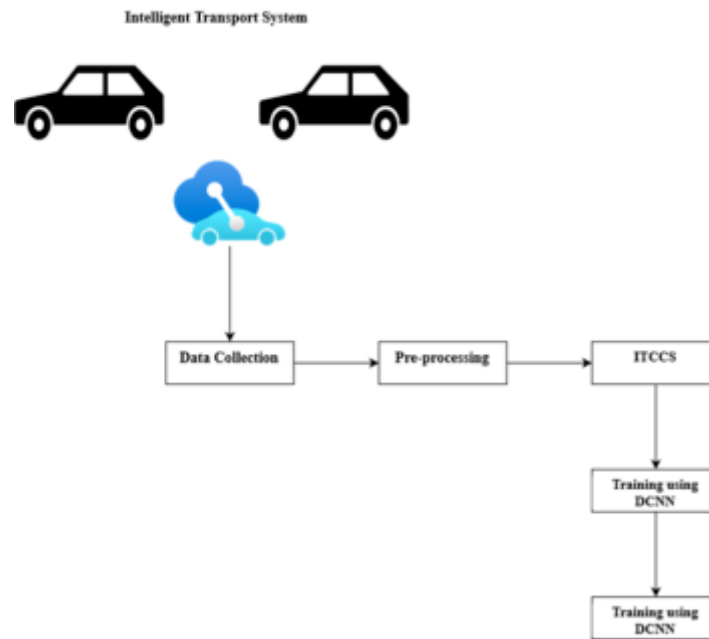 Intelligent Transport System
Data Collection
Pre-processing
ITCCS
Training using
DCNN
Training using
DCNN